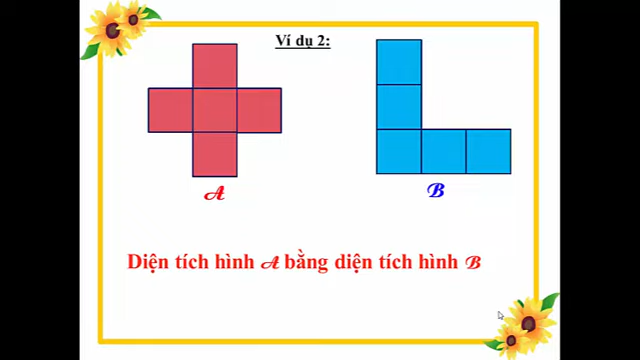 Ví dụ 2:
A
B
Diện tích hình A bằng diện tích hình B